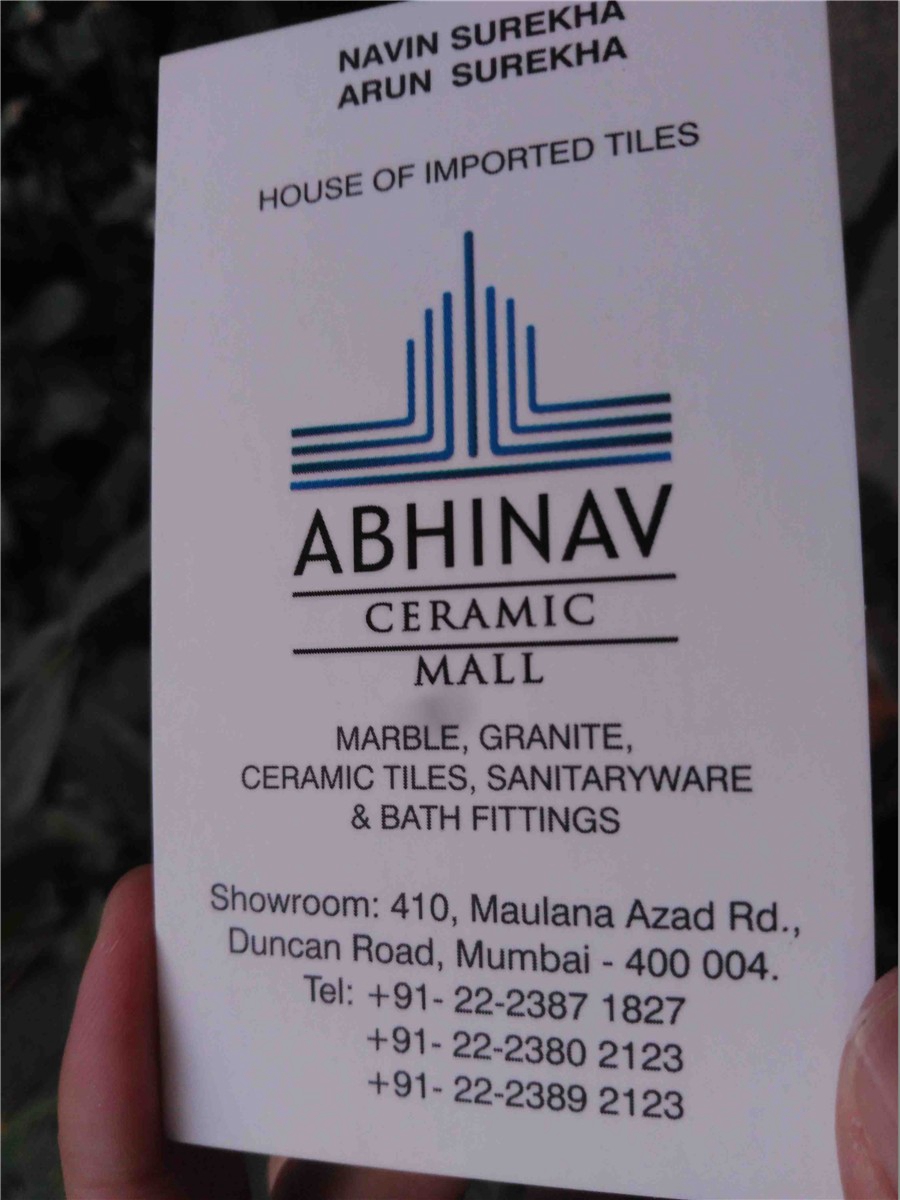 NAVIN SUREKHA
ARUN SUREKHA
HOUSE OF IMPORTED TILES
ABHINAV
CERAMIC
MALL
MARBLE, GRANITE,
CERAMIC TILES, SANITARYWARE
& BATH FITTINGS
Showroom: 410, Maulana Azad Rd.,
Duncan Road, Mumbai - 400 004.
Tel: +91- 22-2387 1827
+91- 22-2380 2123
+91- 22-2389 2123